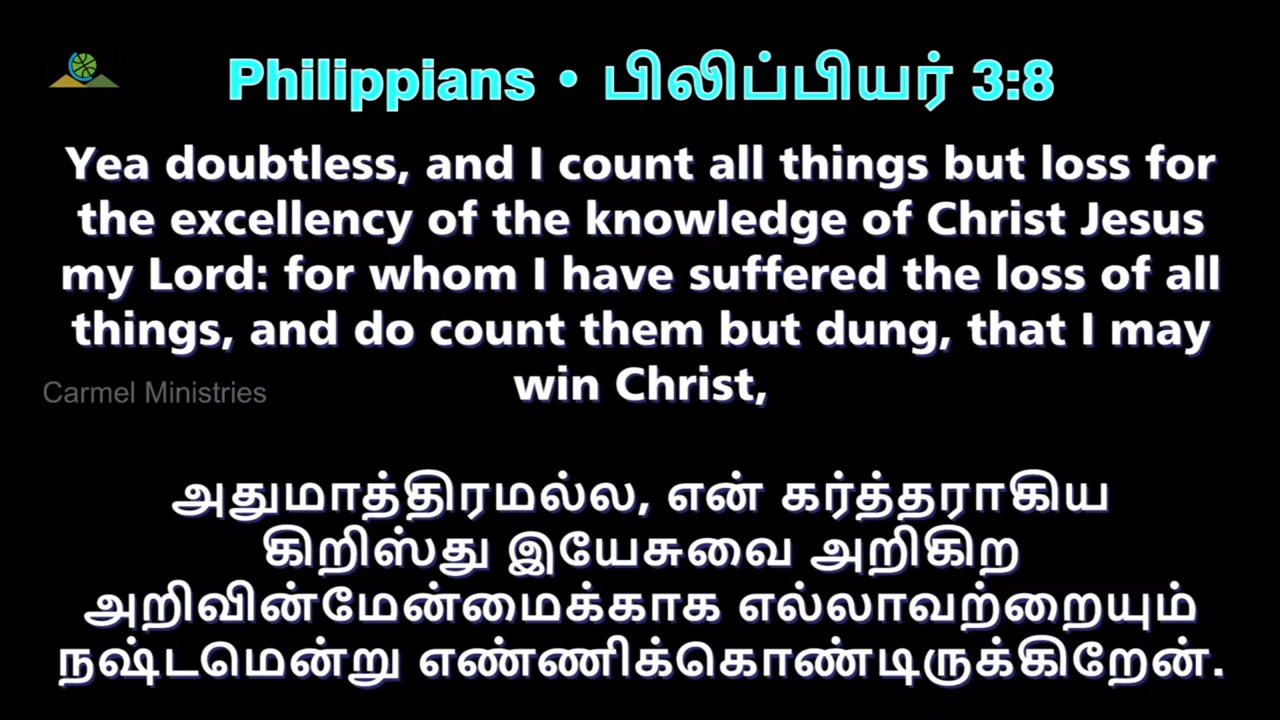 Philippians • பிலிப்பியர் 3:8
Yea doubtless, and I count all things but loss for
the excellency of the knowledge of Christ Jesus
my Lord: for whom I have suffered the loss of all
things, and do count them but dung, that I may
win Christ,
Carmel Ministries
அதுமாத்திரமல்ல, என் கர்த்தராகிய
கிறிஸ்து இயேசுவை அறிகிற
அறிவின்மேன்மைக்காக எல்லாவற்றையும்
நஷ்டமென்று எண்ணிக்கொண்டிருக்கிறேன்.